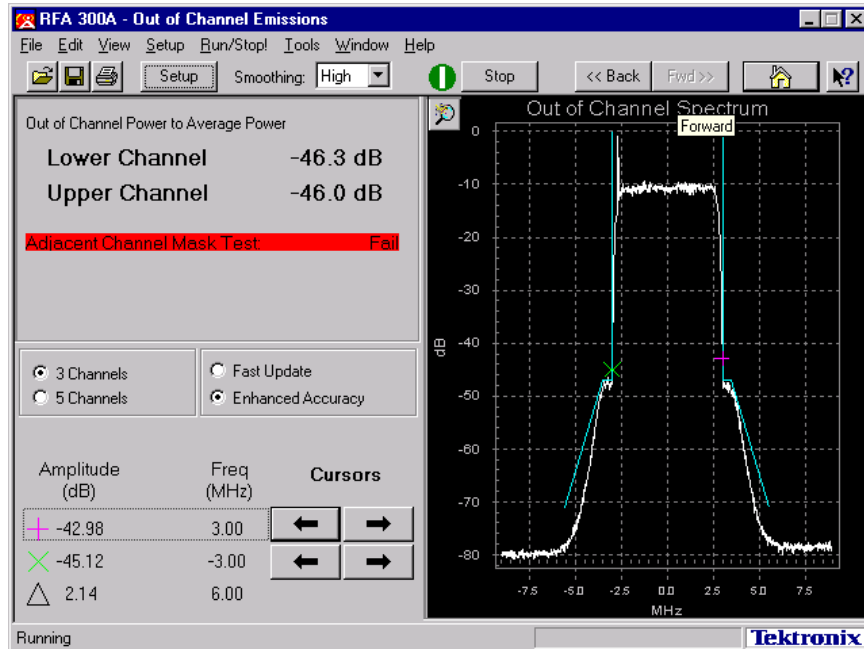 RFA 300A - Out of Channel Emissions
File Edit View Setup Run/Stop! Tools Window Help
Setup Smoothing: High Stop << Back Fwd >>
Out of Channel Power to Average Power
Lower Channel -46.3 dB
Upper Channel -46.0 dB
Adjacent Channel Mask Test: Fail
3 Channels
5 Channels
Fast Update
Enhanced Accuracy
Amplitude (dB) Freq (MHz) Cursors
-42.98 3.00
-45.12 -3.00
2.14 6.00
Out of Channel Spectrum
Forward
0
-10
-20
-30
-40
-50
-60
-70
-80
dB
-7.5 -5.0 -2.5 0.0 2.5 5.0 7.5
MHz
Running
Tektronix